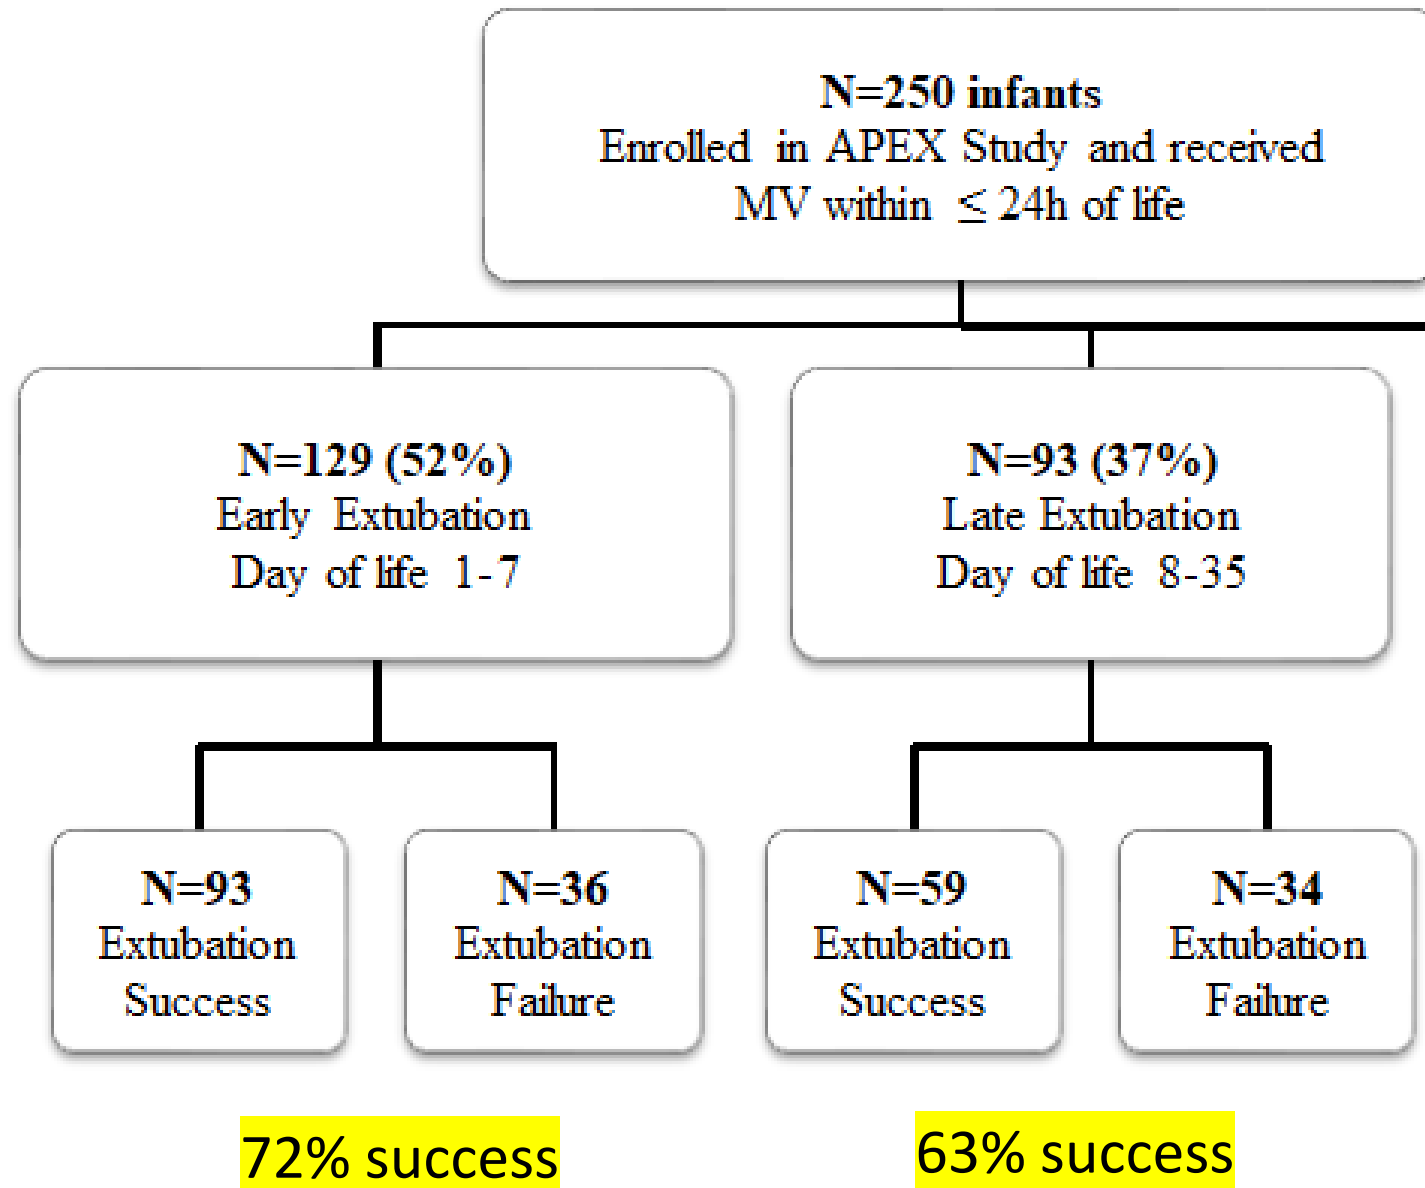 N=250 infants
Enrolled in APEX Study and received
MV within ≤ 24h of life
N=129 (52%)
Early Extubation
Day of life 1-7
N=93 (37%)
Late Extubation
Day of life 8-35
N=93
Extubation
Success
N=36
Extubation
Failure
N=59
Extubation
Success
N=34
Extubation
Failure
72% success
63% success